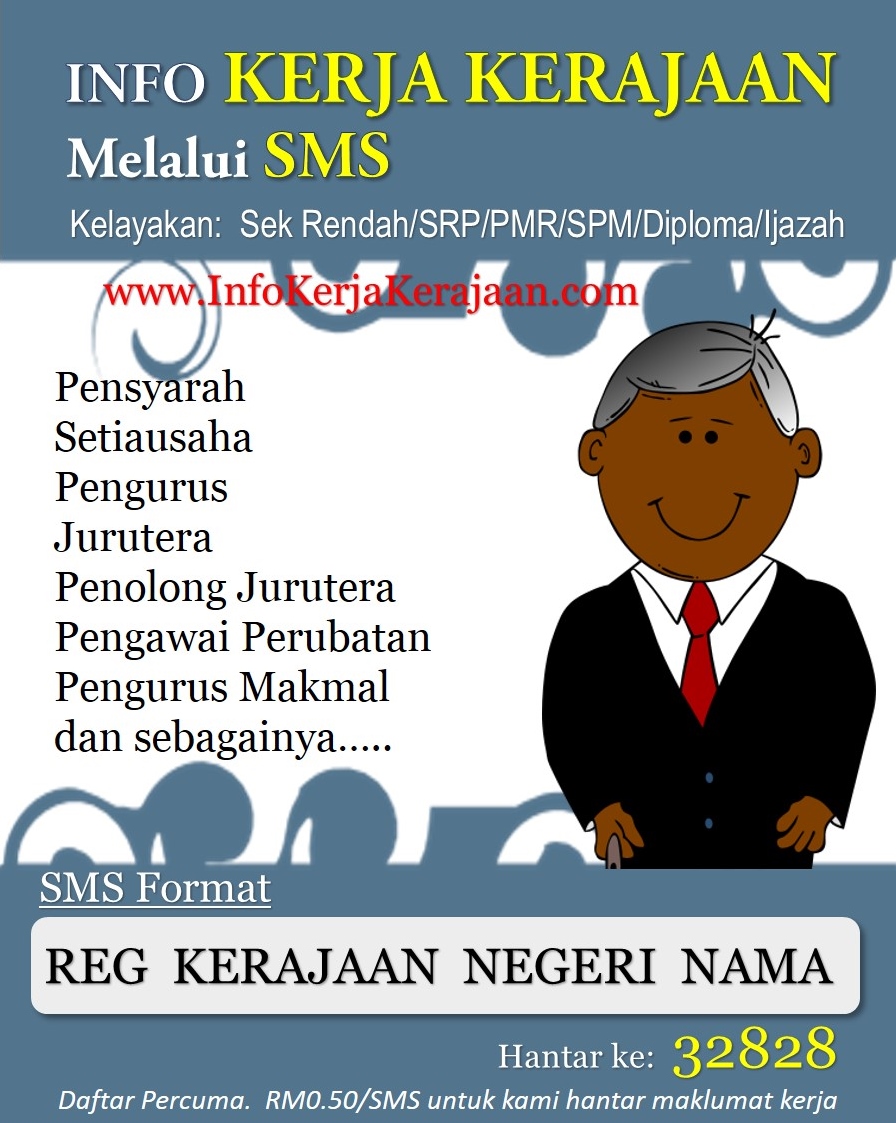 INFO KERJA KERAJAAN
Melalui SMS
Kelayakan: Sek Rendah/SRP/PMR/SPM/Diploma/Ijazah
www.InfoKerjaKerajaan.com
Pensyarah
Setiausaha
Pengurus
Jurutera
Penolong Jurutera
Pengawai Perubatan
Pengurus Makmal
dan sebagainya.....
SMS Format
REG KERAJAAN NEGERI NAMA
Hantar ke: 32828
Daftar Percuma. RM0.50/SMS untuk kami hantar maklumat kerja